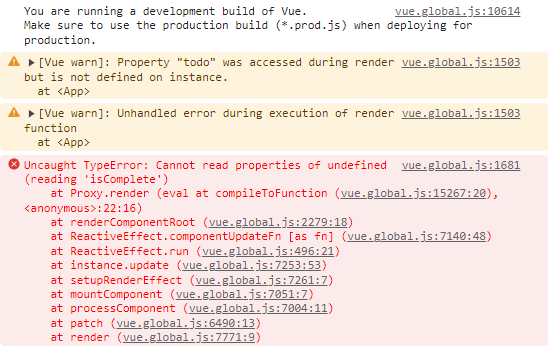 You are running a development build of Vue. vue.global.js:10614
Make sure to use the production build (*.prod.js) when deploying for
production.
▶[Vue warn]: Property "todo" was accessed during render vue.global.js:1503
but is not defined on instance.
at <App>
▶[Vue warn]: Unhandled error during execution of render vue.global.js:1503
function
at <App>
Uncaught TypeError: Cannot read properties of undefined vue.global.js:1681
(reading 'isComplete')
at Proxy.render (eval at compileToFunction (vue.global.js:15267:20),
<anonymous>:22:16)
at renderComponentRoot (vue.global.js:2279:18)
at ReactiveEffect.componentUpdateFn [as fn] (vue.global.js:7140:48)
at ReactiveEffect.run (vue.global.js:496:21)
at instance.update (vue.global.js:7253:53)
at setupRenderEffect (vue.global.js:7261:7)
at mountComponent (vue.global.js:7051:7)
at processComponent (vue.global.js:7004:11)
at patch (vue.global.js:6490:13)
at render (vue.global.js:7771:9)